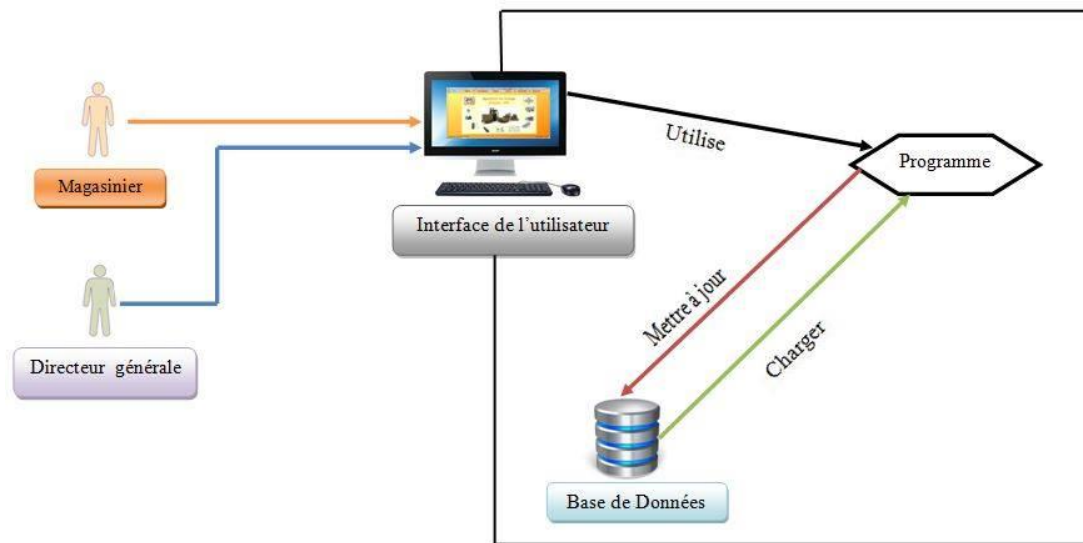 Utilise
Programme
Magasinier
Interface de l'utilisateur
Mettre à jour
Charger
Directeur générale
Base de Données